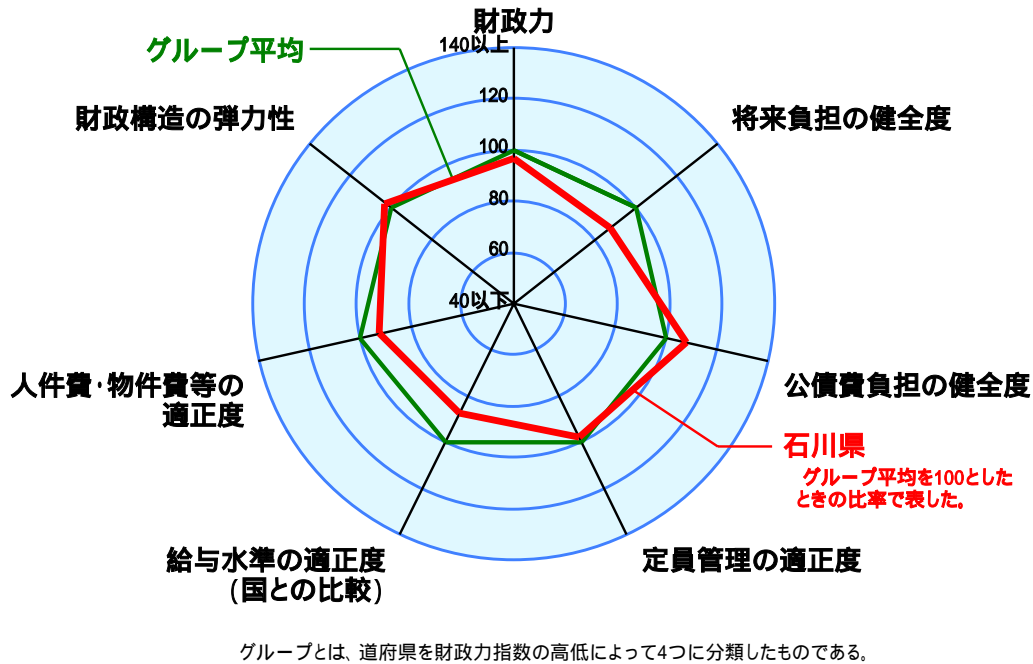 財政力
140以上
グループ平均
120
財政構造の弾力性
将来負担の健全度
100
80
60
40以下
人件費・物件費等の
適正度
公債費負担の健全度
石川県
グループ平均を100とした
ときの比率で表した。
給与水準の適正度
(国との比較)
定員管理の適正度
グループとは、道府県を財政力指数の高低によって4つに分類したものである。